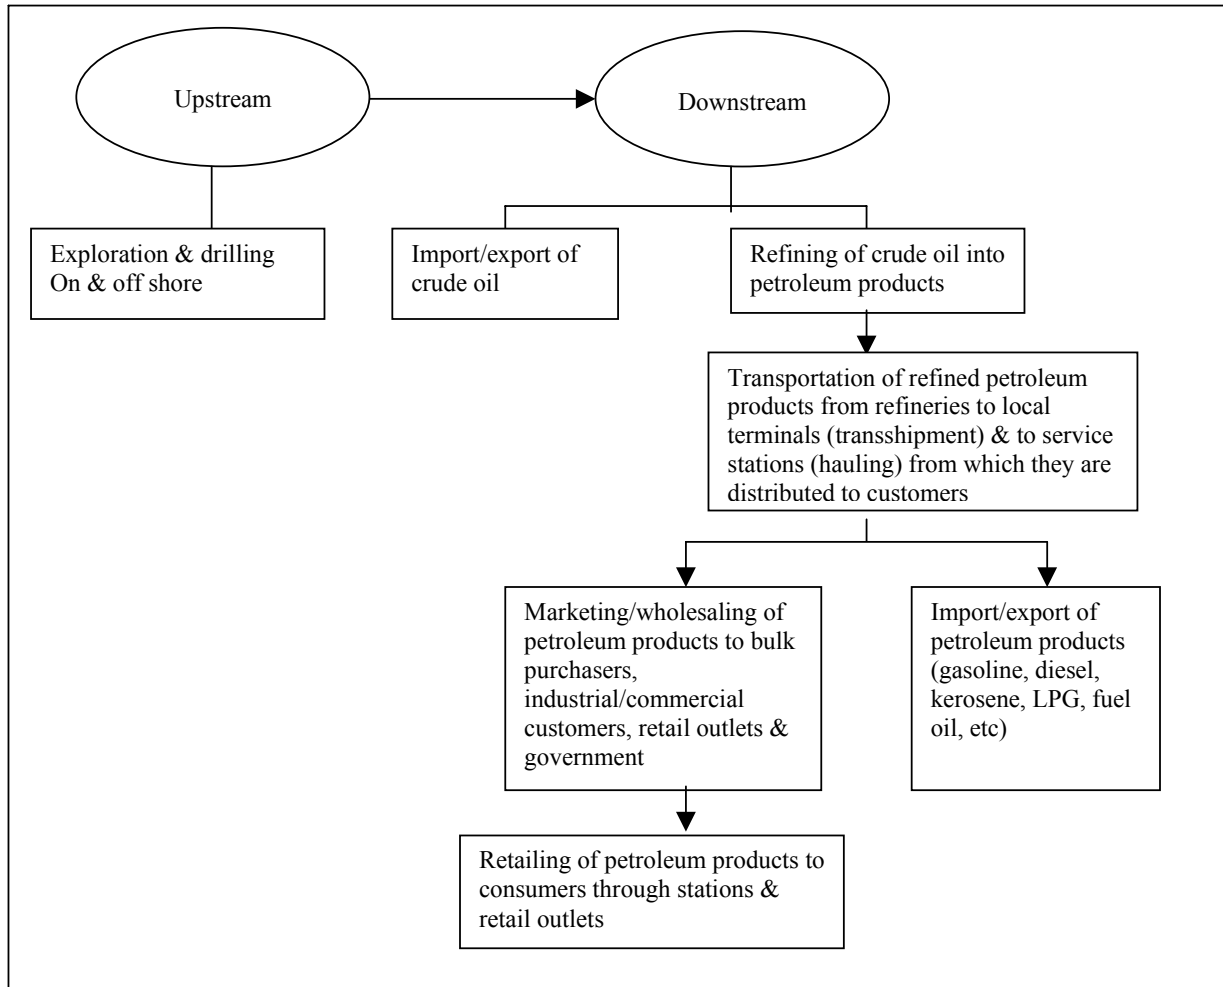 Upstream
Downstream
Exploration & drilling
On & off shore
Import/export of
crude oil
Refining of crude oil into
petroleum products
Transportation of refined petroleum
products from refineries to local
terminals (transshipment) & to service
stations (hauling) from which they are
distributed to customers
Marketing/wholesaling of
petroleum products to bulk
purchasers,
industrial/commercial
customers, retail outlets &
government
Import/export of
petroleum products
(gasoline, diesel,
kerosene, LPG, fuel
oil, etc)
Retailing of petroleum products to
consumers through stations &
retail outlets